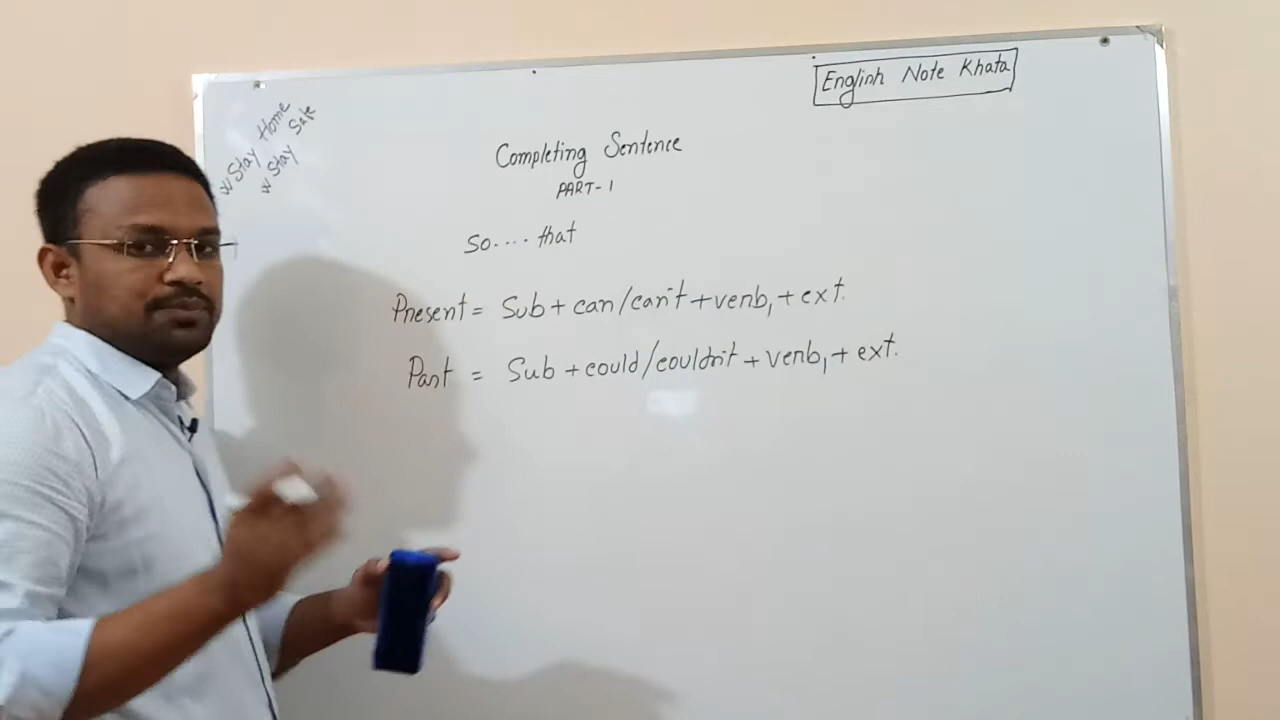 English Note Khata
Stay Home
Stay Safe
Completing Sentence
PART-1
so.... that
Present = Sub + can/can't + verb₁ + ext.
Past = Sub + could/couldn't + verb₁ + ext.